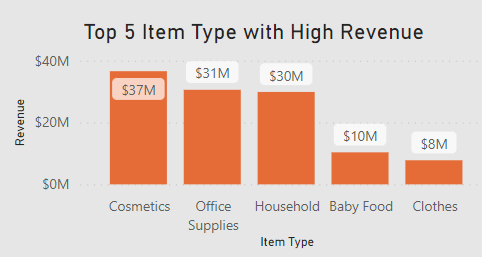 Top 5 Item Type with High Revenue
$40M
$20M
$0M
Revenue
$37M
$31M
$30M
$10M
$8M
Cosmetics
Office
Supplies
Household
Baby Food
Clothes
Item Type